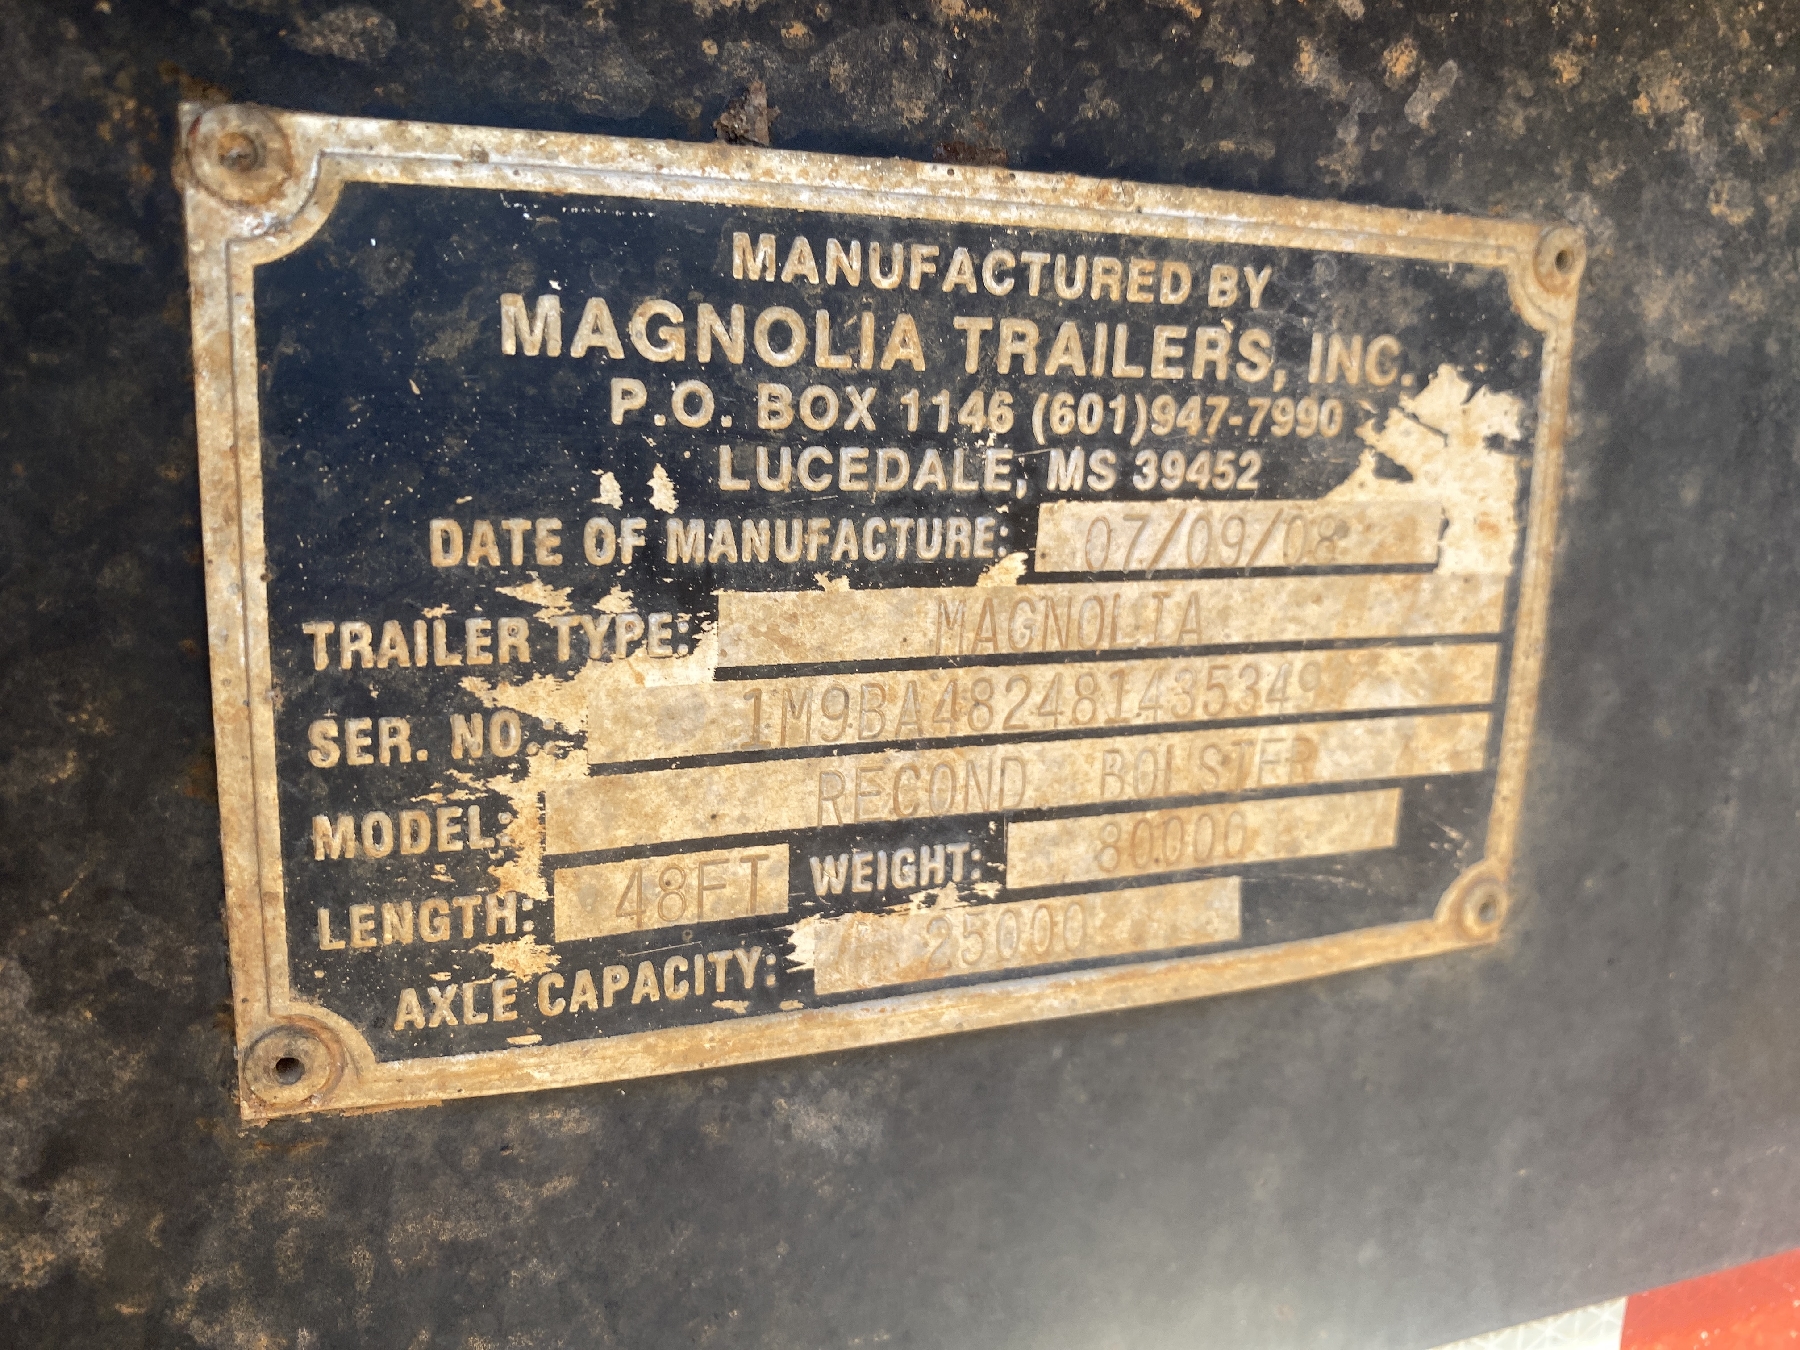 MANUFACTURED BY
MAGNOLIA TRAILERS, INC.
P.O. BOX 1146 (601)947-7990
LUCEDALE, MS 39452
DATE OF MANUFACTURE: 07/09/08
TRAILER TYPE: MAGNOLIA
SER. NO. 1M9BA482481435349
MODEL: RECOND BOLSTER
LENGTH: 48FT WEIGHT: 80000
AXLE CAPACITY: 25000